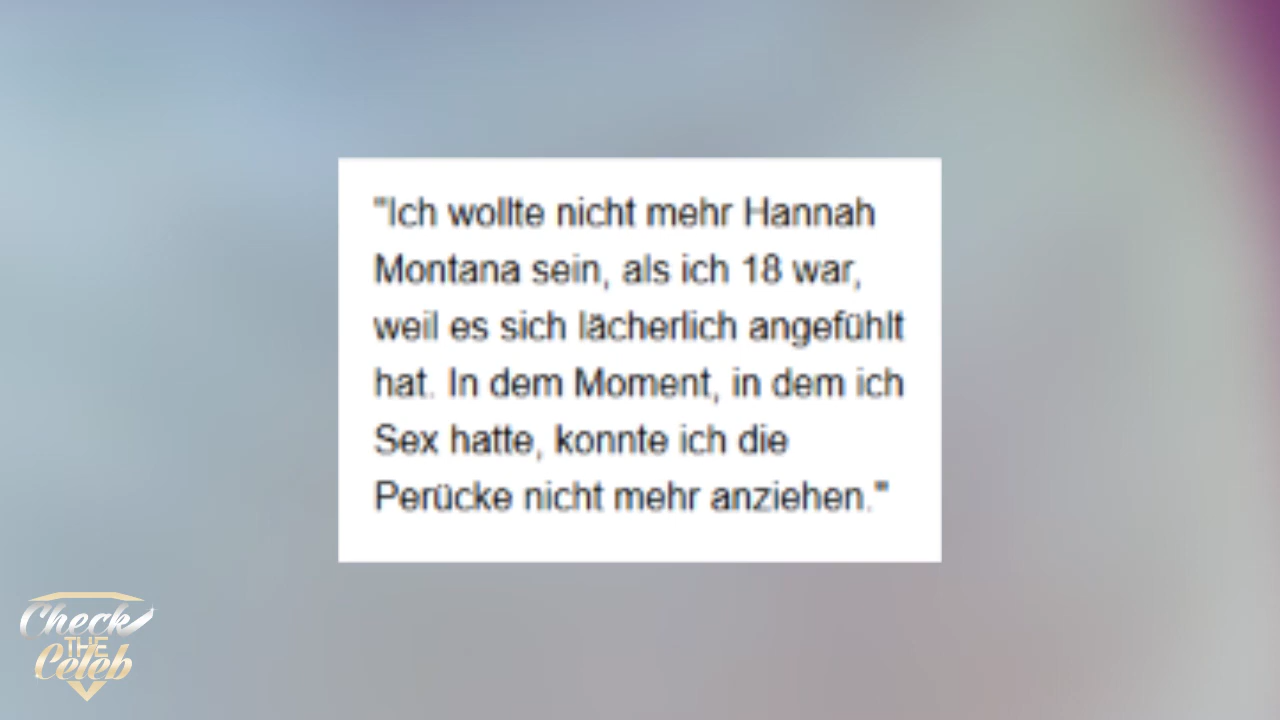 "Ich wollte nicht mehr Hannah
Montana sein, als ich 18 war,
weil es sich lächerlich angefühlt
hat. In dem Moment, in dem ich
Sex hatte, konnte ich die
Perücke nicht mehr anziehen."
Check
THE
Celeb